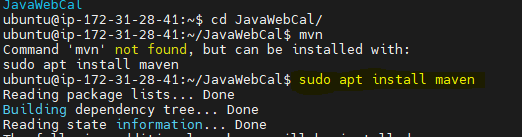 JavaWebCal
ubuntu@ip-172-31-28-41:~$ cd JavaWebCal/
ubuntu@ip-172-31-28-41:~/JavaWebCal$ mvn
Command 'mvn' not found, but can be installed with:
sudo apt install maven
ubuntu@ip-172-31-28-41:~/JavaWebCal$ sudo apt install maven
Reading package lists... Done
Building dependency tree... Done
Reading state information... Done